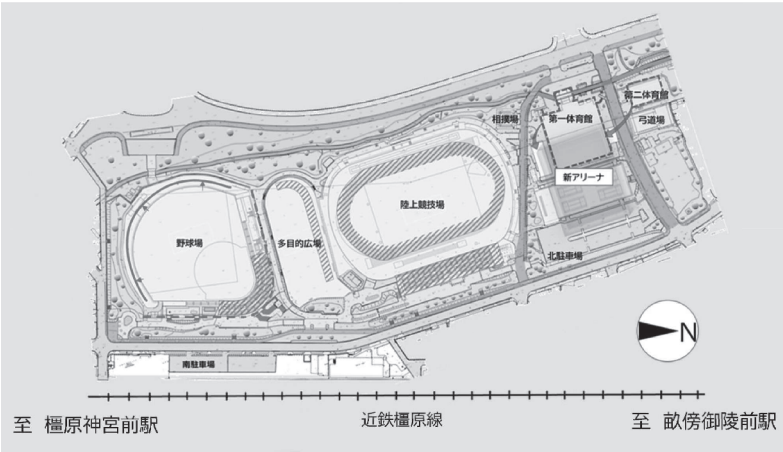 第二体育館
相撲場
第一体育館
弓道場
新アリーナ
陸上競技場
野球場
多目的広場
北駐車場
N
南駐車場
近鉄橿原線
至 橿原神宮前駅
至 畝傍御陵前駅